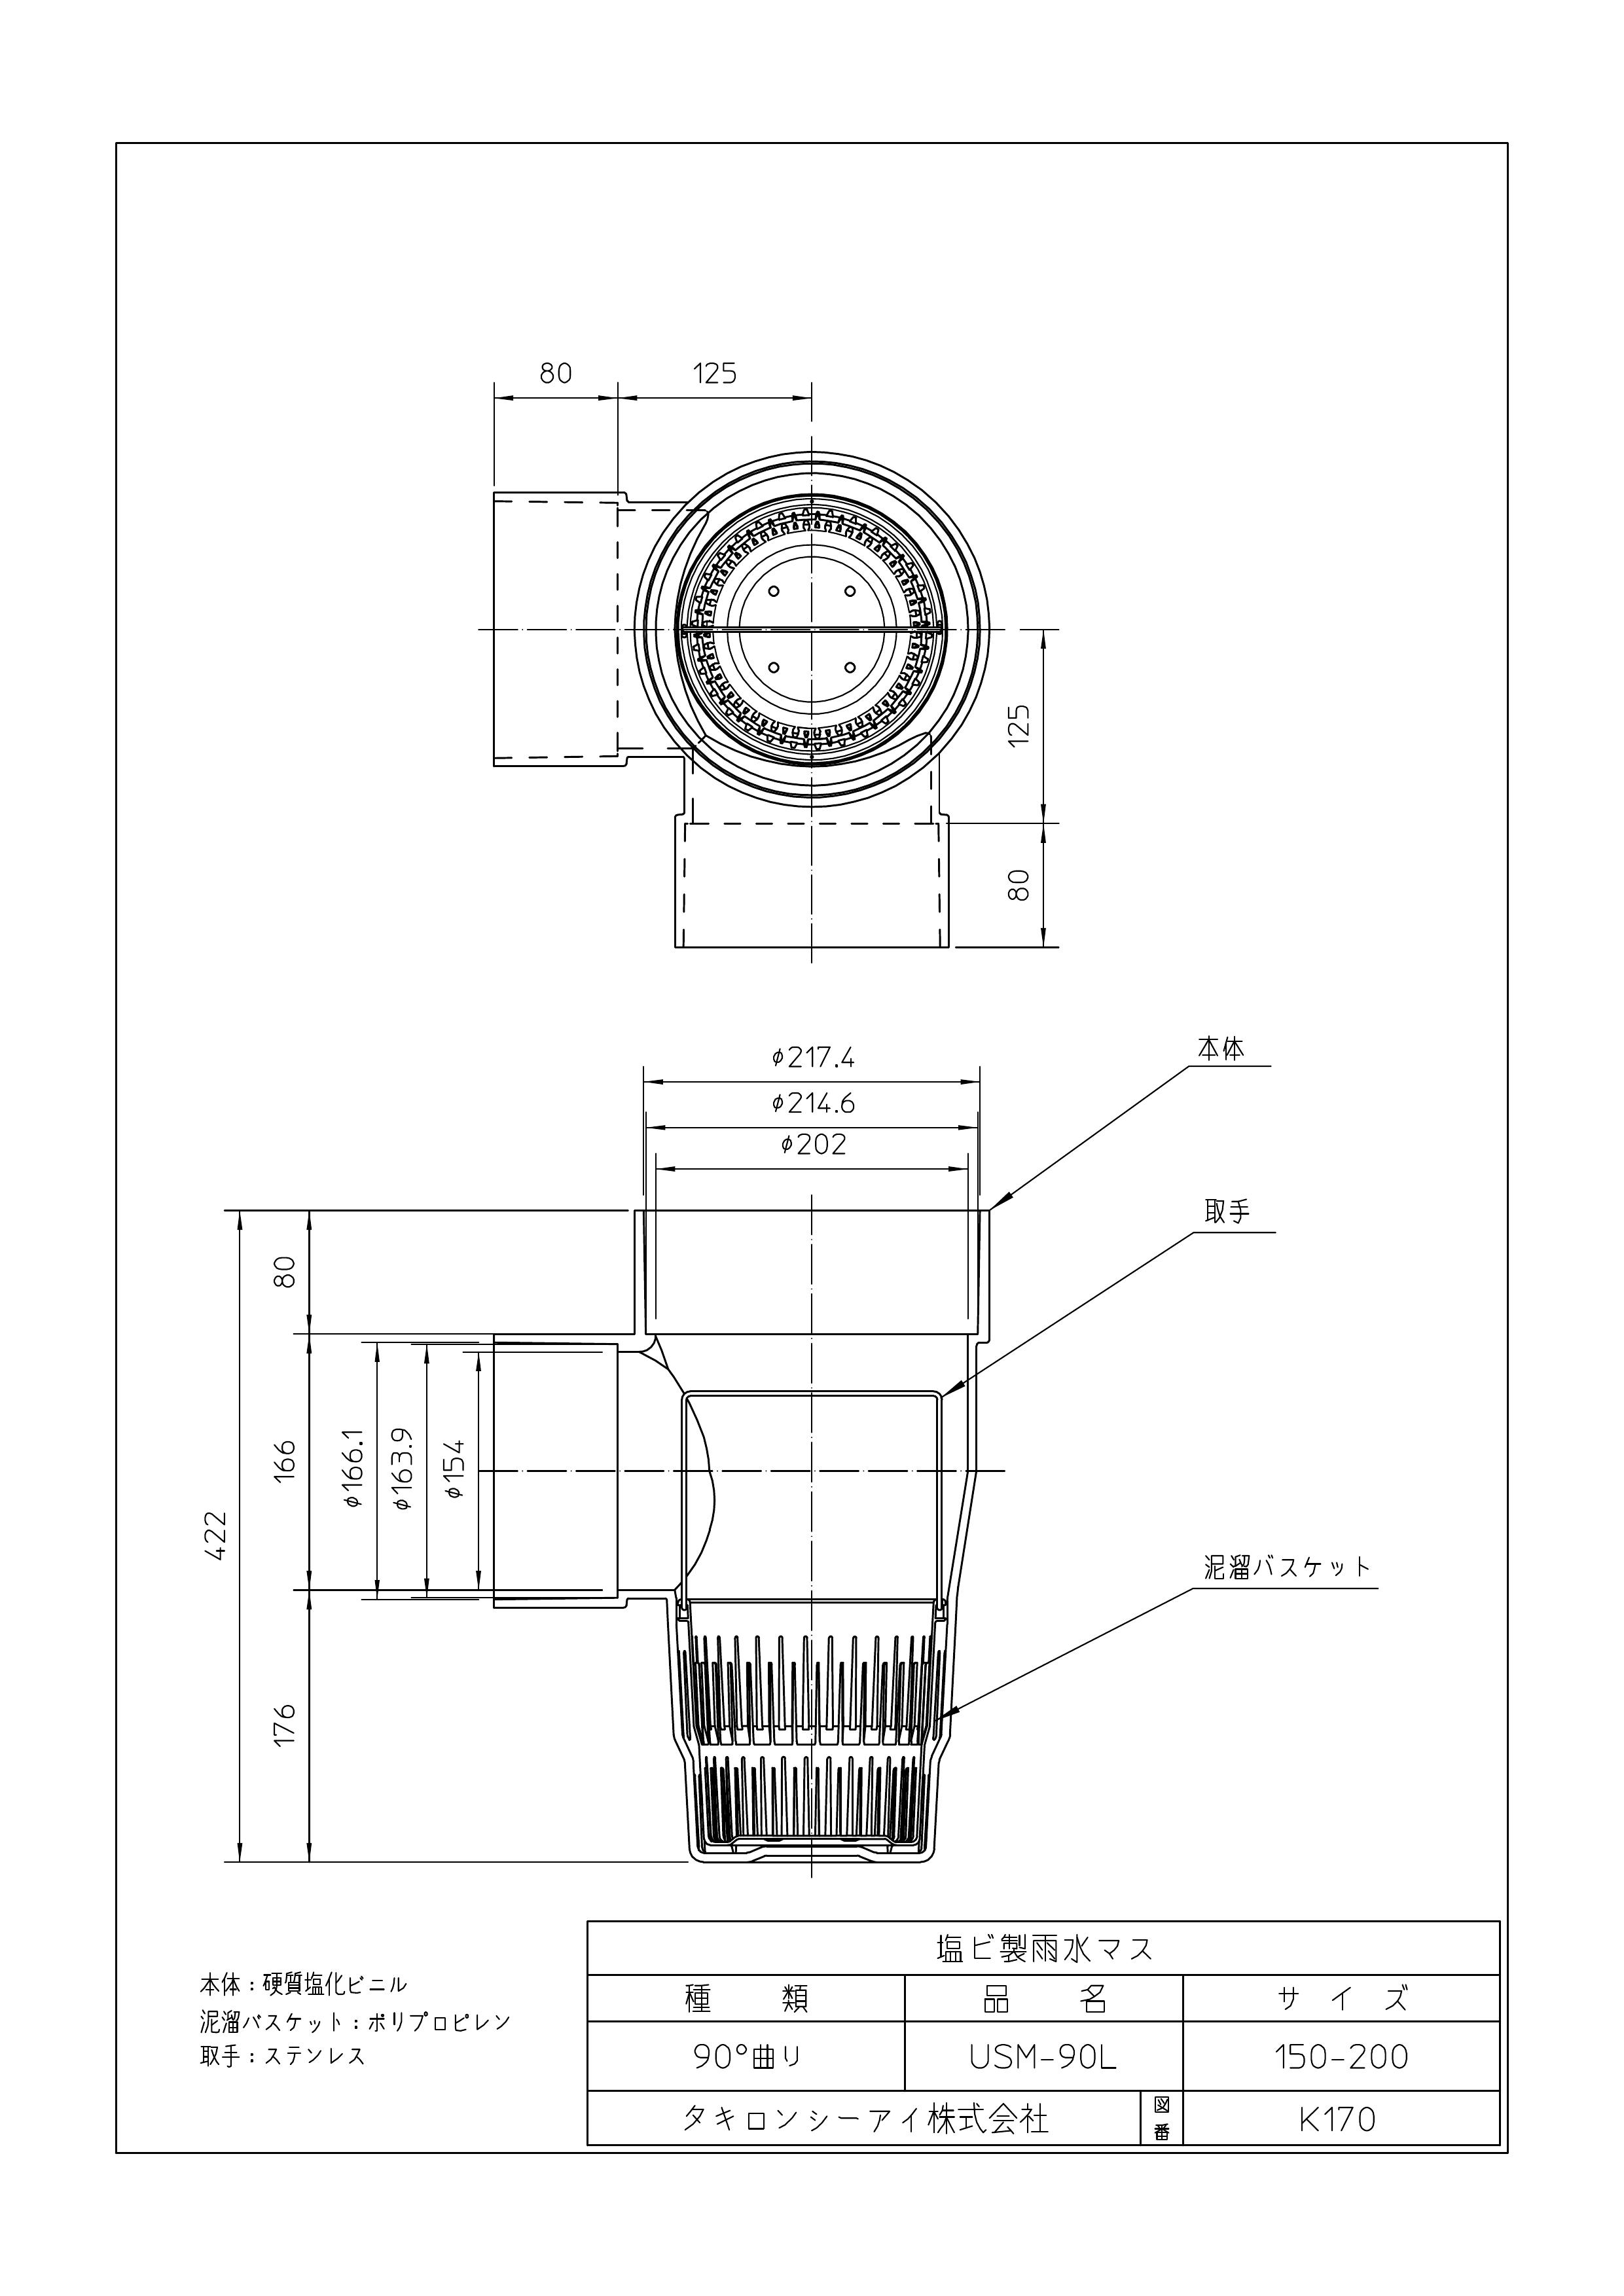 80
125
125
80
φ217.4
φ214.6
φ202
本体
取手
泥溜バスケット
80
166
176
422
φ166.1
φ163.9
φ154
本体：硬質塩化ビニル
泥溜バスケット：ポリプロピレン
取手：ステンレス
塩ビ製雨水マス
種　類　品　名　サイズ
90°曲り　USM-90L　150-200
タキロンシーアイ株式会社　図番　K170